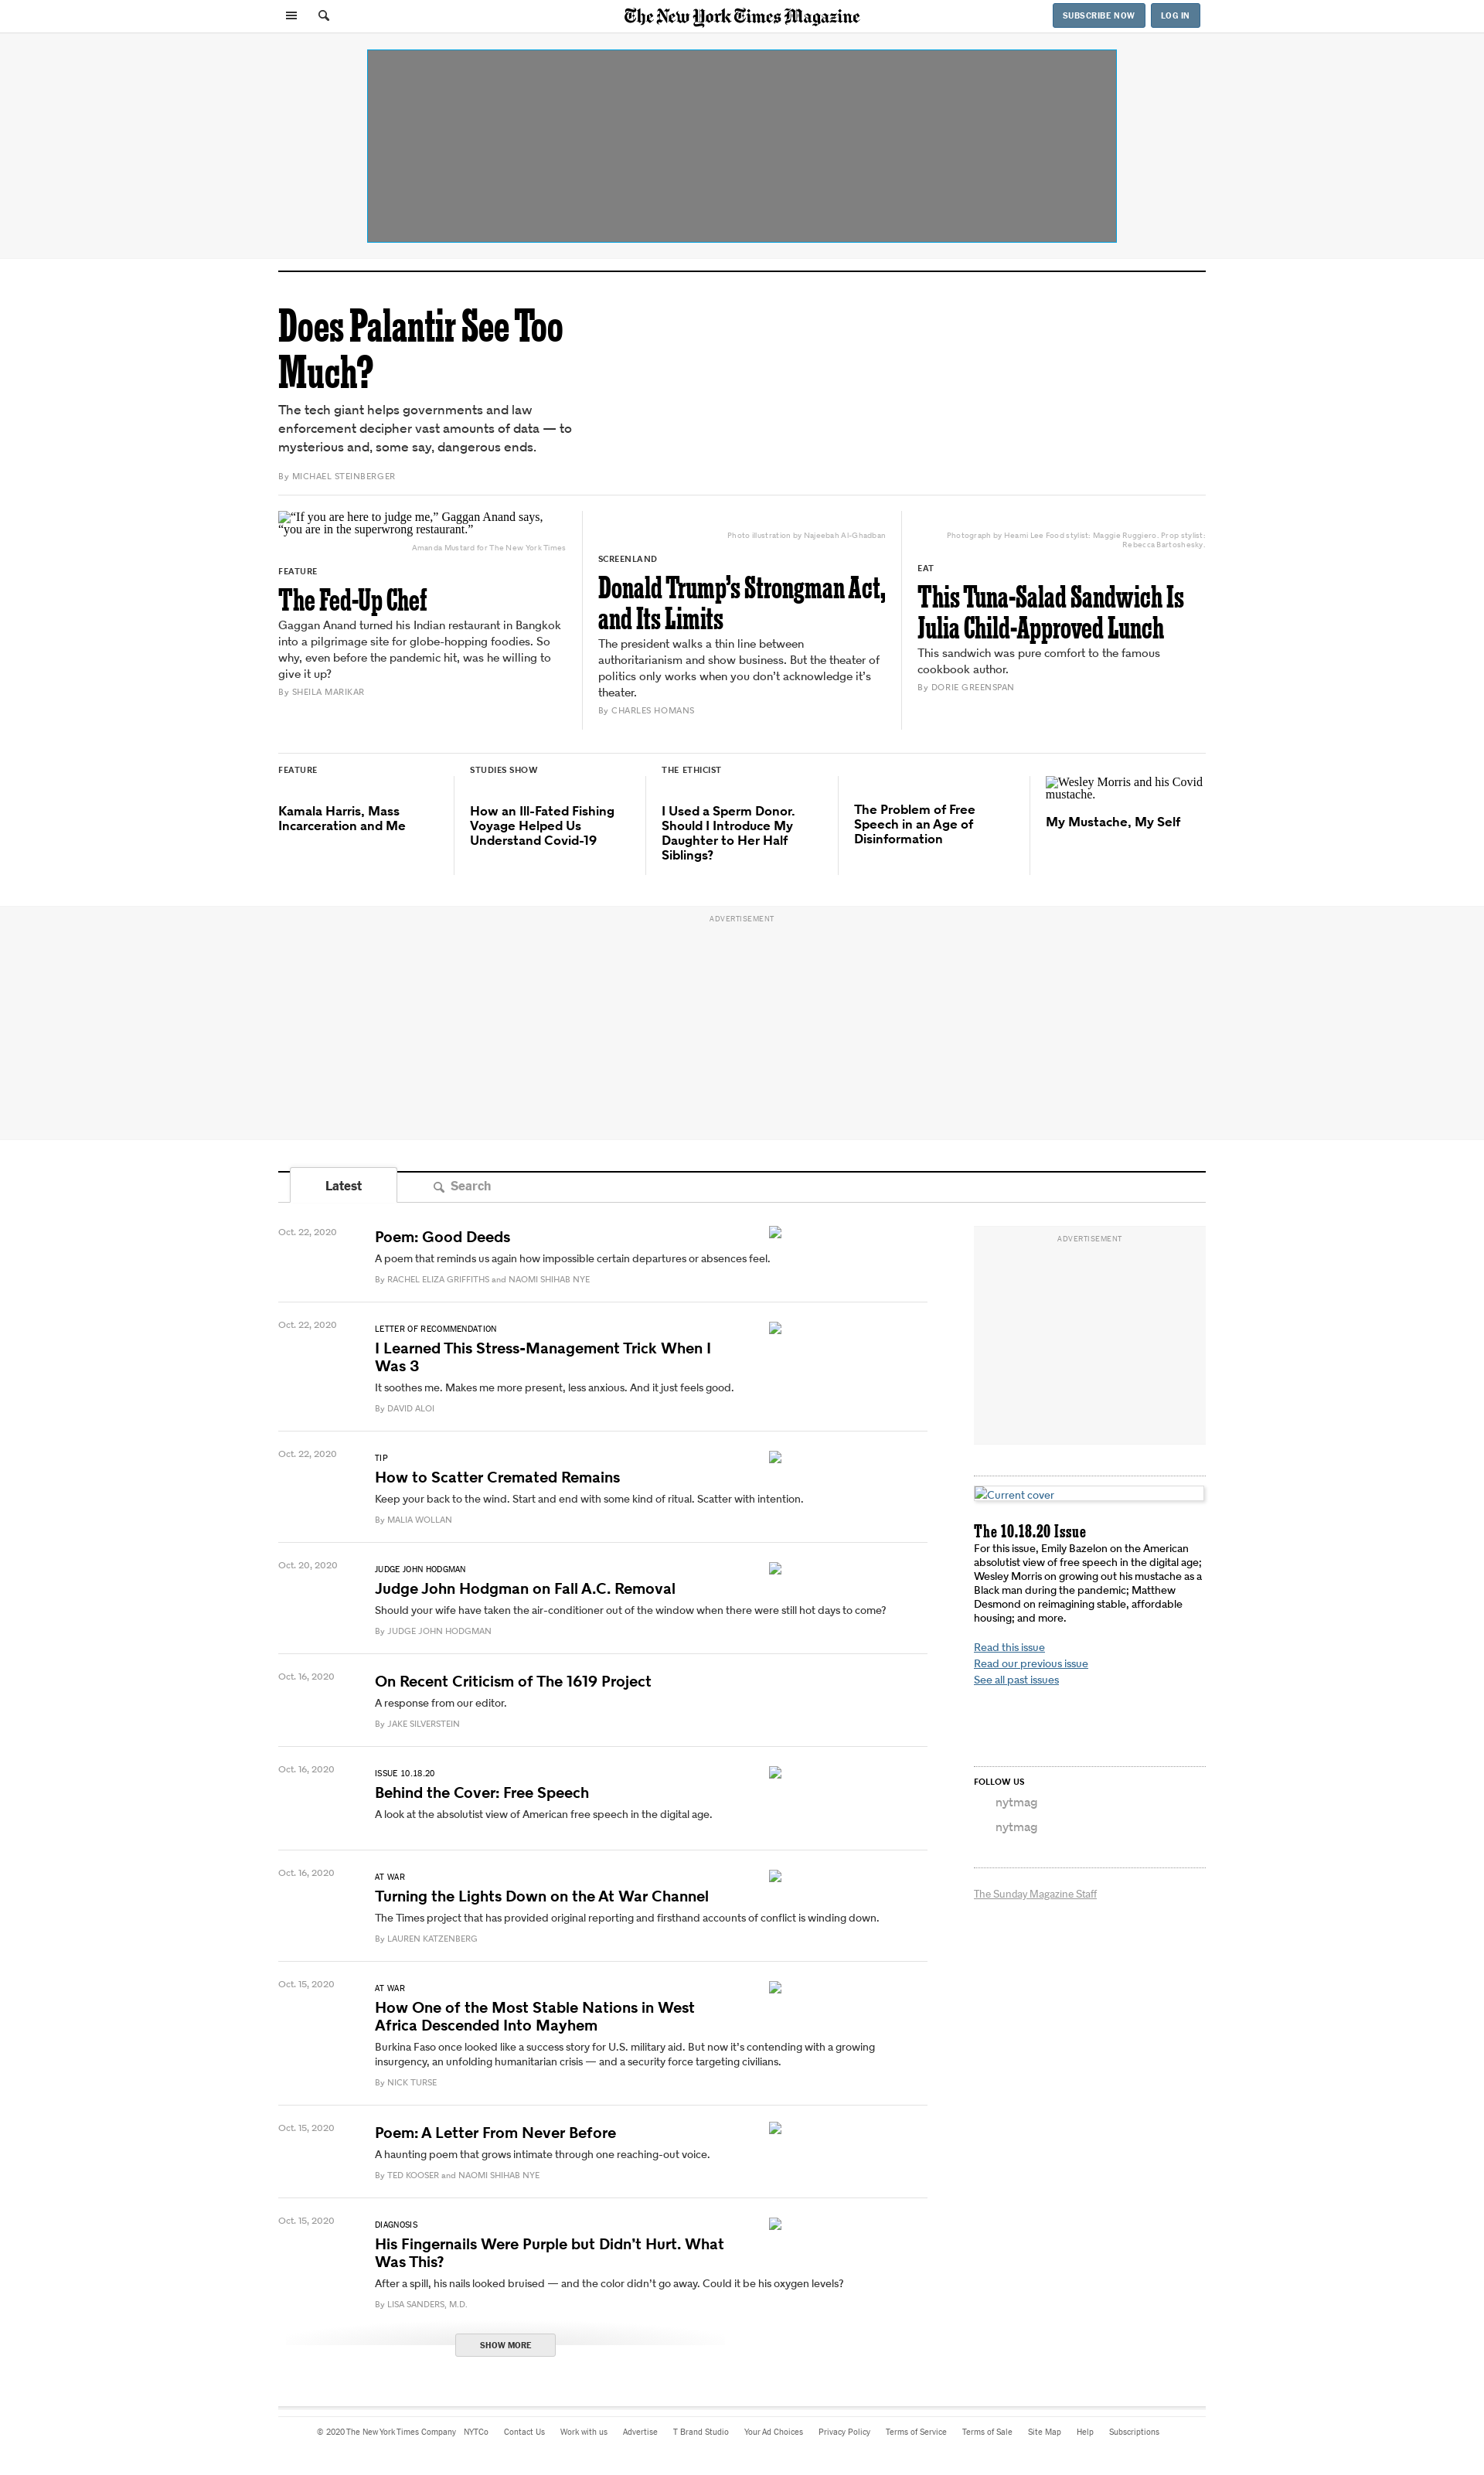 The New York Times Magazine
SUBSCRIBE NOW
LOG IN
Does Palantir See Too
Much?
The tech giant helps governments and law
enforcement decipher vast amounts of data — to
mysterious and, some say, dangerous ends.
By MICHAEL STEINBERGER
“If you are here to judge me,” Gaggan Anand says,
“you are in the superwrong restaurant.”
Amanda Mustard for The New York Times
FEATURE
The Fed-Up Chef
Gaggan Anand turned his Indian restaurant in Bangkok
into a pilgrimage site for globe-hopping foodies. So
why, even before the pandemic hit, was he willing to
give it up?
By SHEILA MARIKAR
Photo illustration by Najeebah Al-Ghadban
SCREENLAND
Donald Trump’s Strongman Act,
and Its Limits
The president walks a thin line between
authoritarianism and show business. But the theater of
politics only works when you don’t acknowledge it’s
theater.
By CHARLES HOMANS
Photograph by Heami Lee Food stylist: Maggie Ruggiero. Prop stylist:
Rebecca Bartoshesky.
EAT
This Tuna-Salad Sandwich Is
Julia Child-Approved Lunch
This sandwich was pure comfort to the famous
cookbook author.
By DORIE GREENSPAN
FEATURE
Kamala Harris, Mass
Incarceration and Me
STUDIES SHOW
How an Ill-Fated Fishing
Voyage Helped Us
Understand Covid-19
THE ETHICIST
I Used a Sperm Donor.
Should I Introduce My
Daughter to Her Half
Siblings?
The Problem of Free
Speech in an Age of
Disinformation
Wesley Morris and his Covid
mustache.
My Mustache, My Self
ADVERTISEMENT
Latest
Search
Oct. 22, 2020
Poem: Good Deeds
A poem that reminds us again how impossible certain departures or absences feel.
By RACHEL ELIZA GRIFFITHS and NAOMI SHIHAB NYE
Oct. 22, 2020
LETTER OF RECOMMENDATION
I Learned This Stress-Management Trick When I
Was 3
It soothes me. Makes me more present, less anxious. And it just feels good.
By DAVID ALOI
Oct. 22, 2020
TIP
How to Scatter Cremated Remains
Keep your back to the wind. Start and end with some kind of ritual. Scatter with intention.
By MALIA WOLLAN
Oct. 20, 2020
JUDGE JOHN HODGMAN
Judge John Hodgman on Fall A.C. Removal
Should your wife have taken the air-conditioner out of the window when there were still hot days to come?
By JUDGE JOHN HODGMAN
Oct. 16, 2020
On Recent Criticism of The 1619 Project
A response from our editor.
By JAKE SILVERSTEIN
Oct. 16, 2020
ISSUE 10.18.20
Behind the Cover: Free Speech
A look at the absolutist view of American free speech in the digital age.
Oct. 16, 2020
AT WAR
Turning the Lights Down on the At War Channel
The Times project that has provided original reporting and firsthand accounts of conflict is winding down.
By LAUREN KATZENBERG
Oct. 15, 2020
AT WAR
How One of the Most Stable Nations in West
Africa Descended Into Mayhem
Burkina Faso once looked like a success story for U.S. military aid. But now it’s contending with a growing
insurgency, an unfolding humanitarian crisis — and a security force targeting civilians.
By NICK TURSE
Oct. 15, 2020
Poem: A Letter From Never Before
A haunting poem that grows intimate through one reaching-out voice.
By TED KOOSER and NAOMI SHIHAB NYE
Oct. 15, 2020
DIAGNOSIS
His Fingernails Were Purple but Didn’t Hurt. What
Was This?
After a spill, his nails looked bruised — and the color didn’t go away. Could it be his oxygen levels?
By LISA SANDERS, M.D.
SHOW MORE
ADVERTISEMENT
Current cover
The 10.18.20 Issue
For this issue, Emily Bazelon on the American
absolutist view of free speech in the digital age;
Wesley Morris on growing out his mustache as a
Black man during the pandemic; Matthew
Desmond on reimagining stable, affordable
housing; and more.
Read this issue
Read our previous issue
See all past issues
FOLLOW US
nytmag
nytmag
The Sunday Magazine Staff
© 2020 The New York Times Company NYTCo Contact Us Work with us Advertise T Brand Studio Your Ad Choices Privacy Policy Terms of Service Terms of Sale Site Map Help Subscriptions